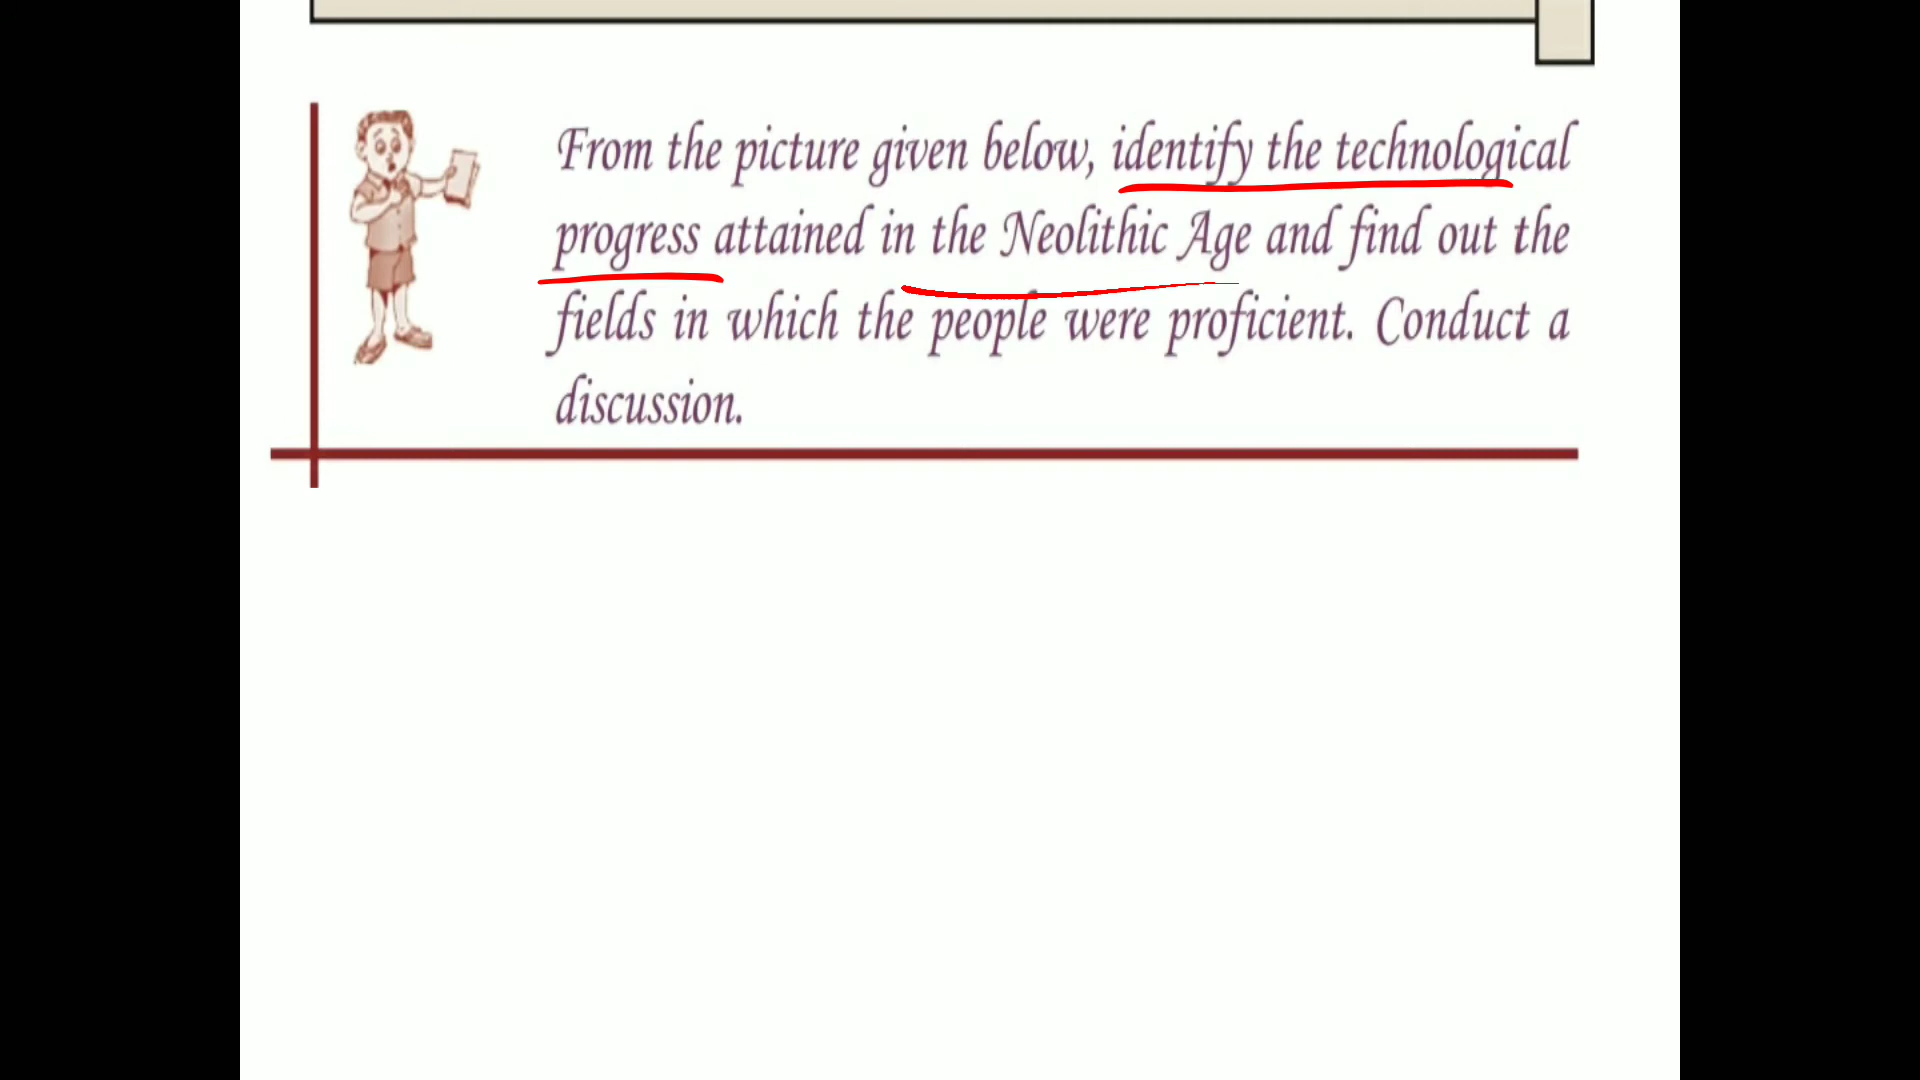 From the picture given below, identify the technological
progress attained in the Neolithic Age and find out the
fields in which the people were proficient. Conduct a
discussion.